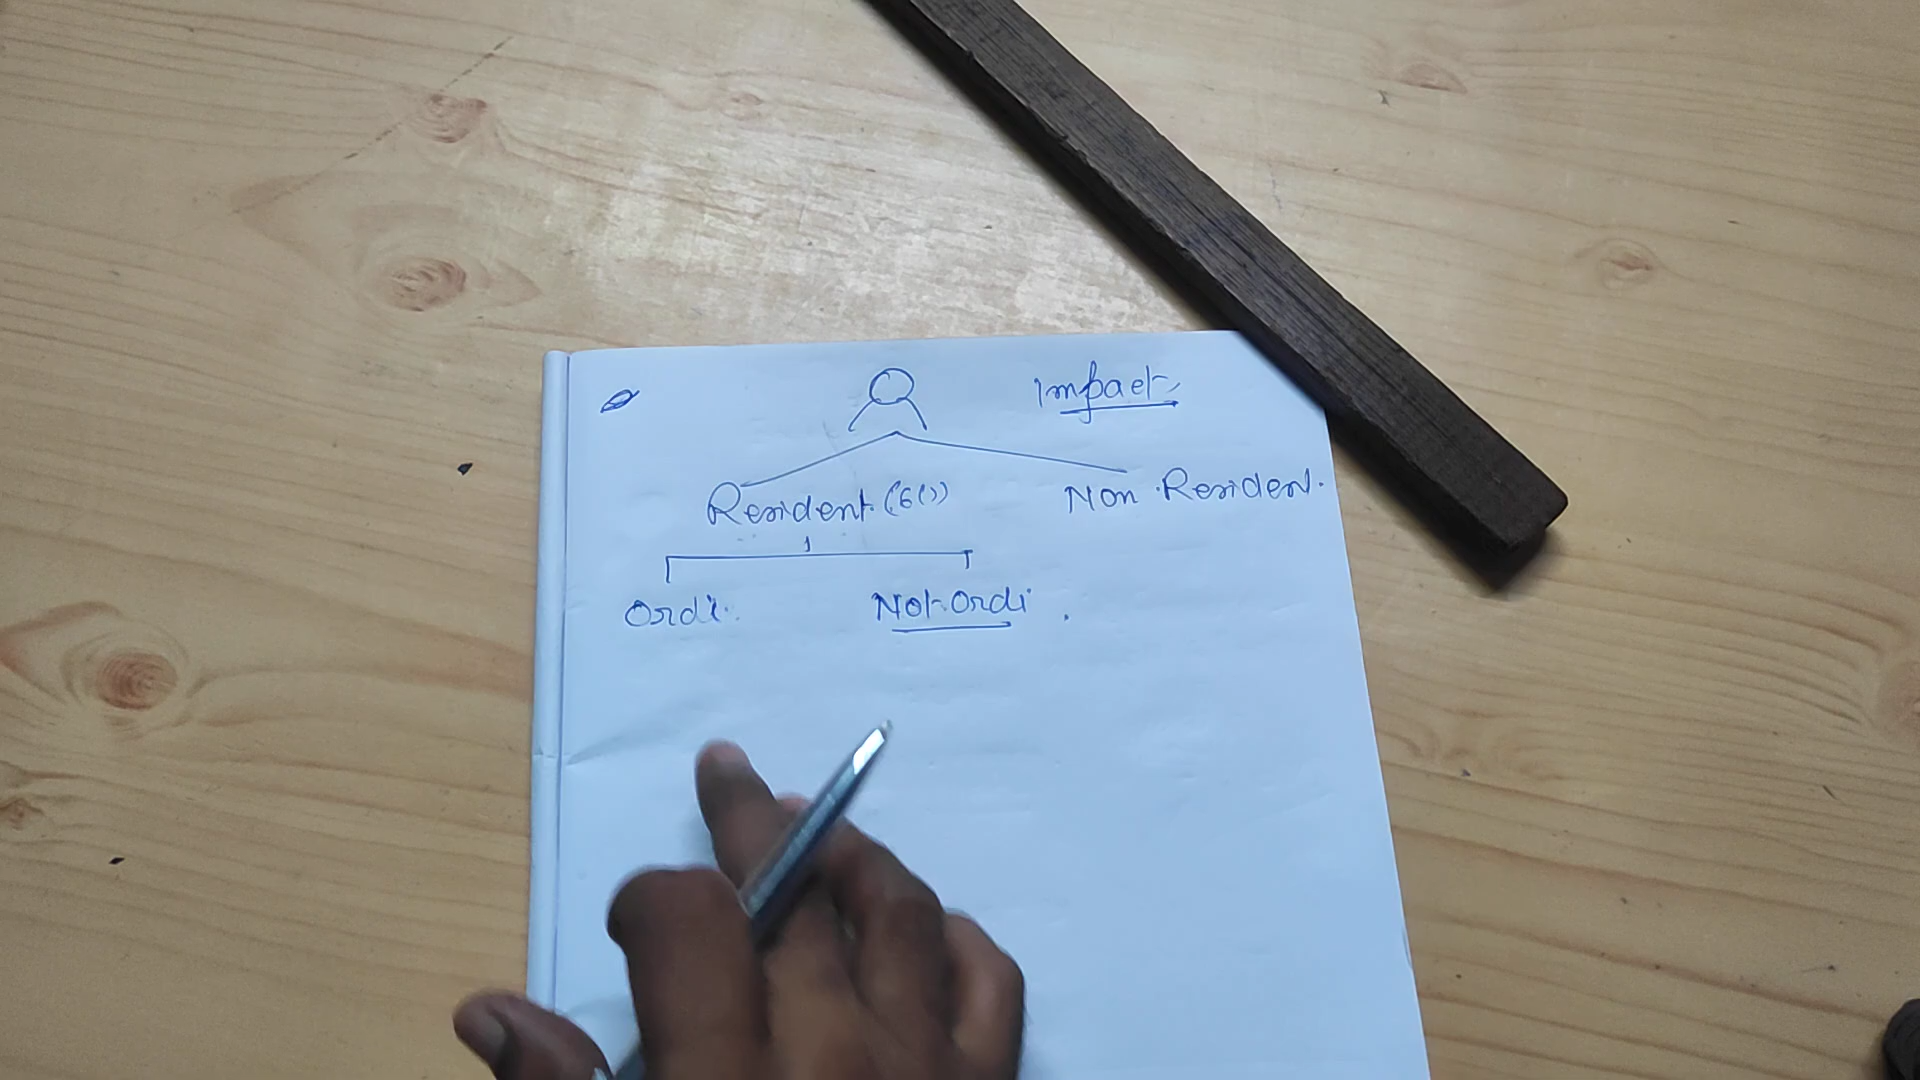 Impact
Resident (6(1)) Non Resident.
Ordi. Not Ordi.